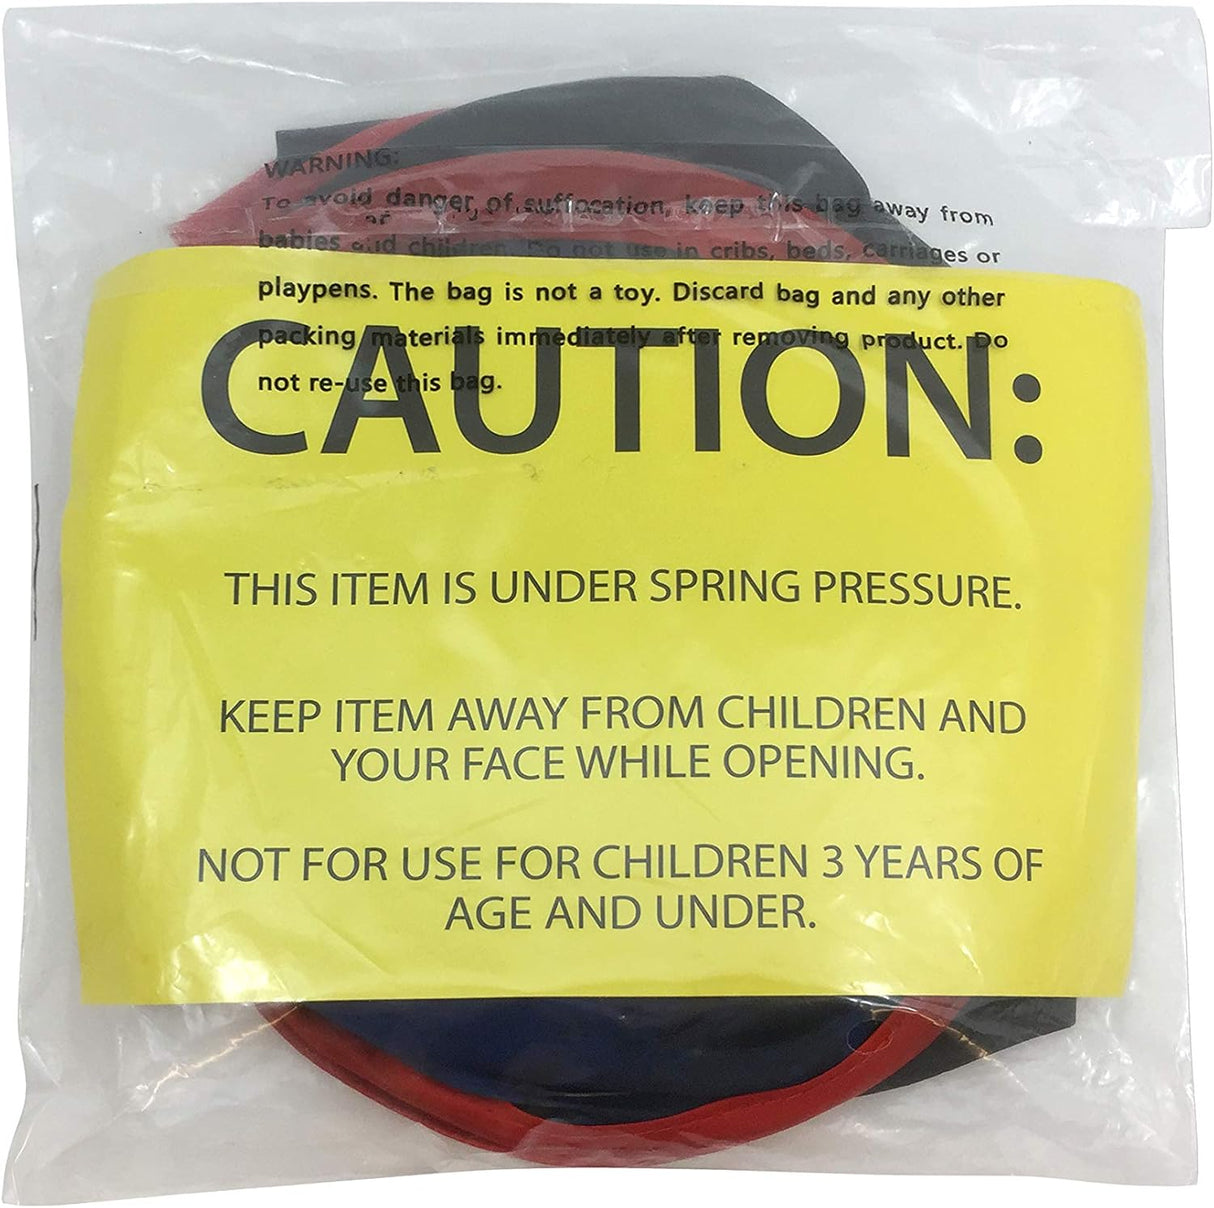 WARNING:
To avoid danger of suffocation, keep this bag away from
babies and children. Do not use in cribs, beds, carriages or
playpens. The bag is not a toy. Discard bag and any other
packing materials immediately after removing product. Do
not re-use this bag.
CAUTION:
THIS ITEM IS UNDER SPRING PRESSURE.
KEEP ITEM AWAY FROM CHILDREN AND
YOUR FACE WHILE OPENING.
NOT FOR USE FOR CHILDREN 3 YEARS OF
AGE AND UNDER.